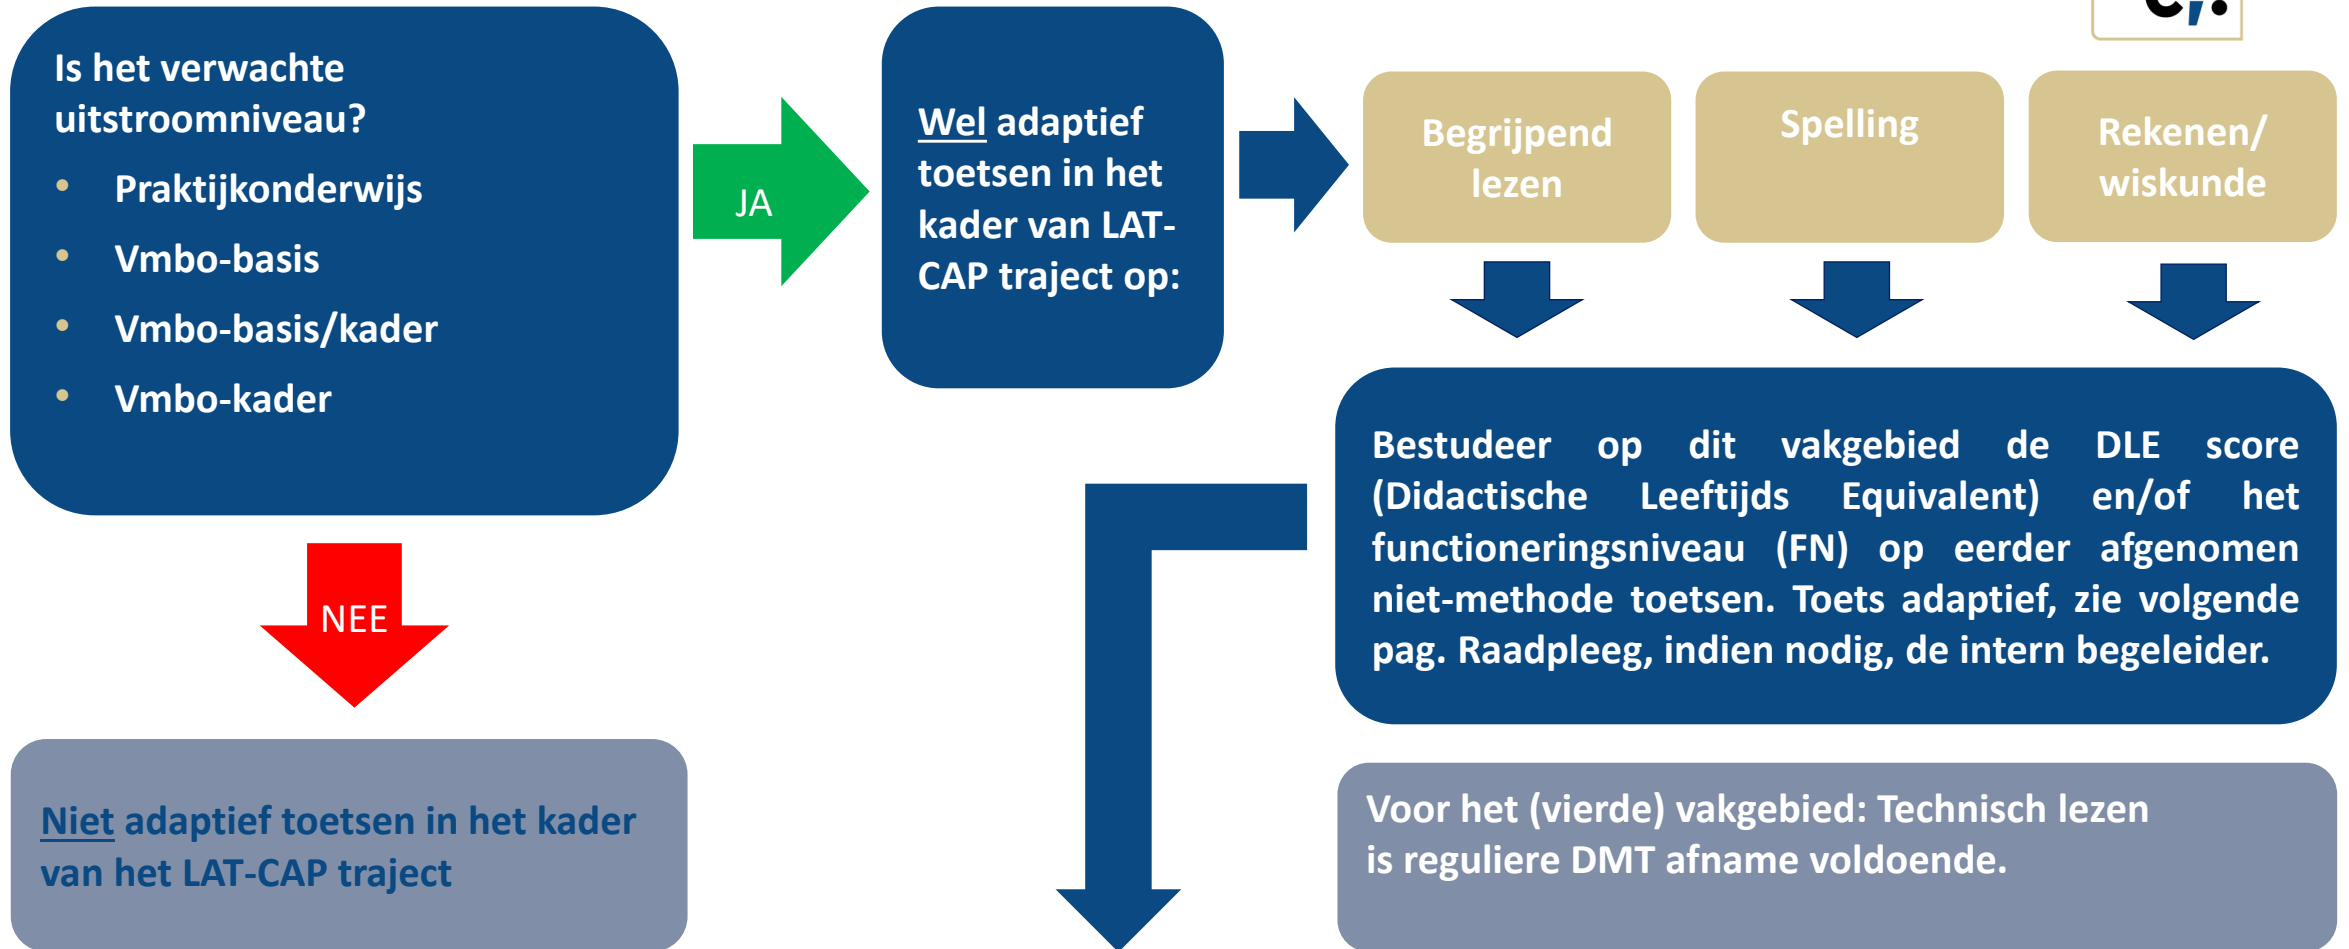 Is het verwachte
uitstroomniveau?
• Praktijkonderwijs
• Vmbo-basis
• Vmbo-basis/kader
• Vmbo-kader
JA
Wel adaptief
toetsen in het
kader van LAT-
CAP traject op:
Begrijpend
lezen
Spelling
Rekenen/
wiskunde
Bestudeer op dit vakgebied de DLE score
(Didactische Leeftijds Equivalent) en/of het
functioneringsniveau (FN) op eerder afgenomen
niet-methode toetsen. Toets adaptief, zie volgende
pag. Raadpleeg, indien nodig, de intern begeleider.
NEE
Niet adaptief toetsen in het kader
van het LAT-CAP traject
Voor het (vierde) vakgebied: Technisch lezen
is reguliere DMT afname voldoende.